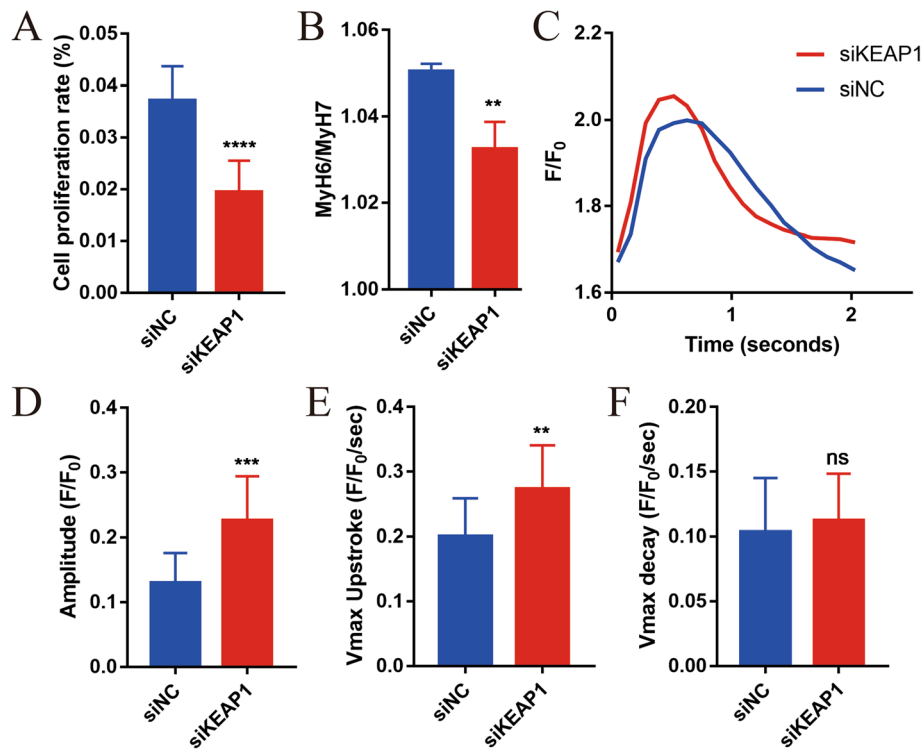 A
Cell proliferation rate (%)
0.05
0.04
0.03
0.02
0.01
0.00
****
siNC
siKEAP1
B
MyH6/MyH7
1.06
1.04
1.02
1.00
**
siNC
siKEAP1
C
F/F0
2.2
2.0
1.8
1.6
siKEAP1
siNC
0
1
2
Time (seconds)
D
Amplitude (F/F0)
0.4
0.3
0.2
0.1
0.0
***
siNC
siKEAP1
E
Vmax Upstroke (F/F0/sec)
0.4
0.3
0.2
0.1
0.0
**
siNC
siKEAP1
F
Vmax decay (F/F0/sec)
0.20
0.15
0.10
0.05
0.00
ns
siNC
siKEAP1